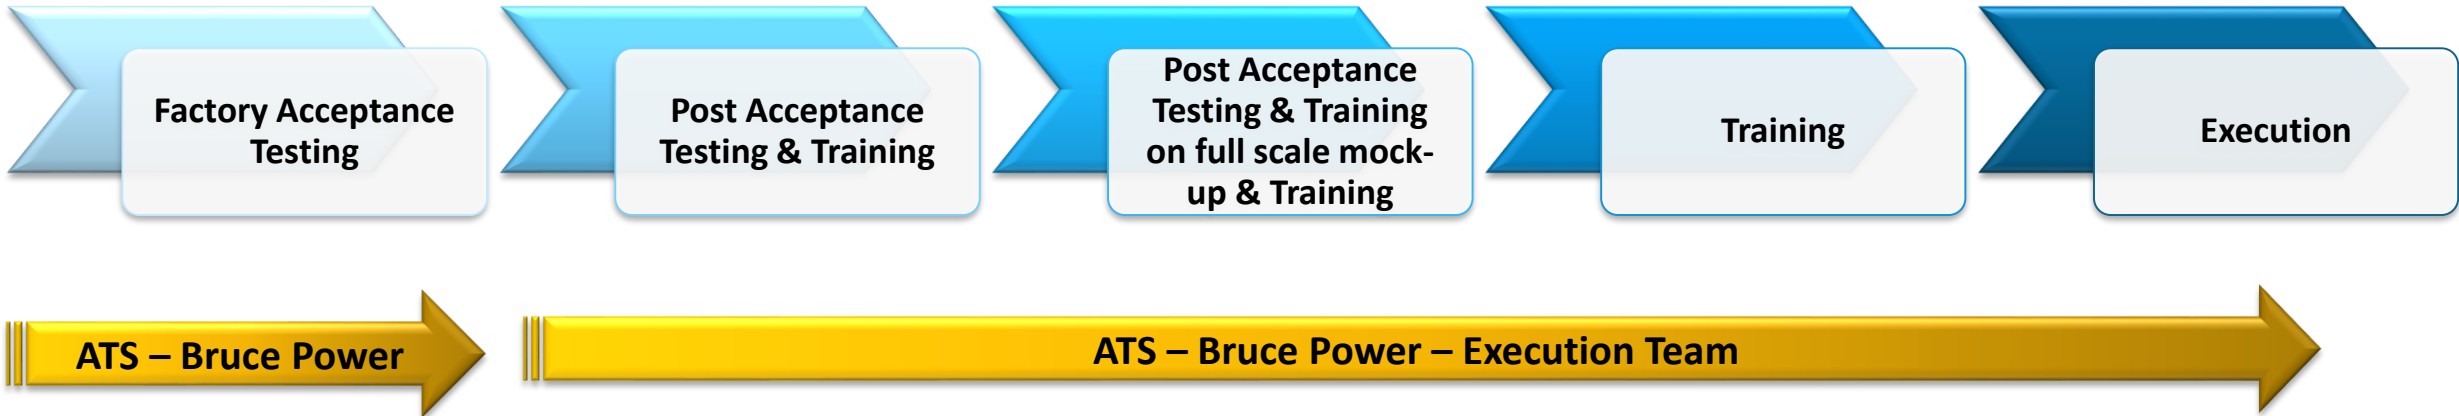 Factory Acceptance
Testing
Post Acceptance
Testing & Training
Post Acceptance
Testing & Training
on full scale mock-
up & Training
Training
Execution
ATS – Bruce Power
ATS – Bruce Power – Execution Team